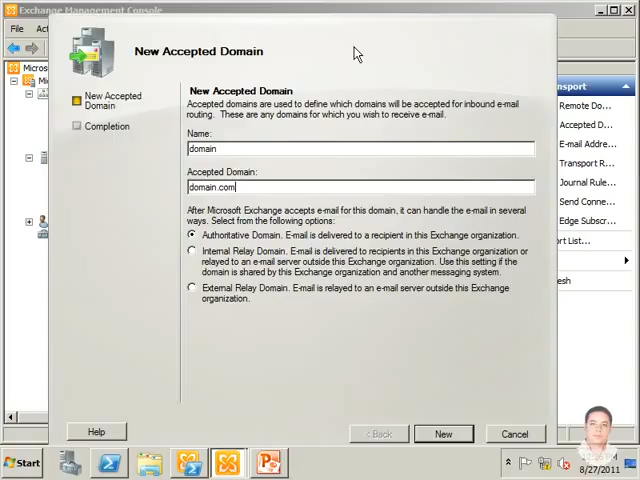 Exchange Management Console
File
New Accepted Domain
New Accepted
Domain
Completion
New Accepted Domain
Accepted domains are used to define which domains will be accepted for inbound e-mail
routing. These are any domains for which you wish to receive e-mail.
Name:
domain
Accepted Domain:
domain.com
After Microsoft Exchange accepts e-mail for this domain, it can handle the e-mail in several
ways. Select from the following options:
Authoritative Domain. E-mail is delivered to a recipient in this Exchange organization.
Internal Relay Domain. E-mail is delivered to recipients in this Exchange organization or
relayed to an e-mail server outside this Exchange organization. Use this setting if the
domain is shared by this Exchange organization and another messaging system.
External Relay Domain. E-mail is relayed to an e-mail server outside this Exchange
organization.
Help
< Back
New
Cancel
Remote Do...
Accepted D...
E-mail Addre...
Transport R...
Journal Rule...
Send Conne...
Edge Subscr...
Start
8/27/2011